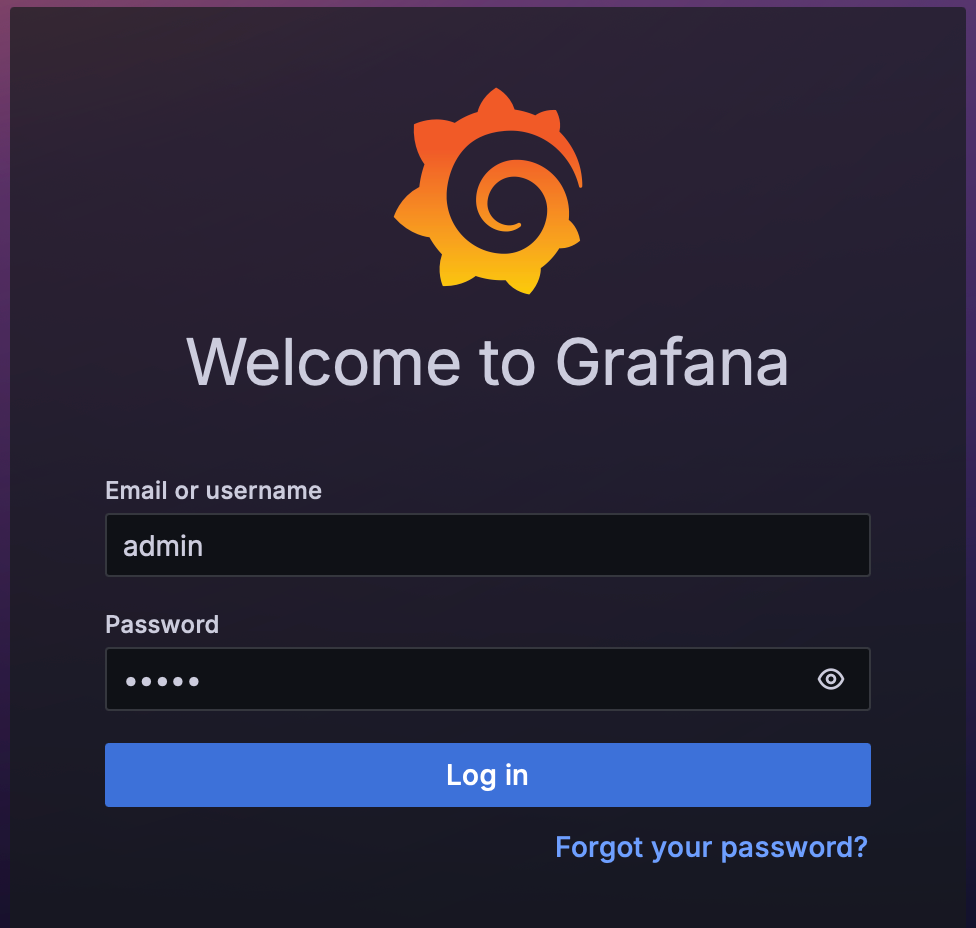 Welcome to Grafana
Email or username
admin
Password
•••••
Log in
Forgot your password?